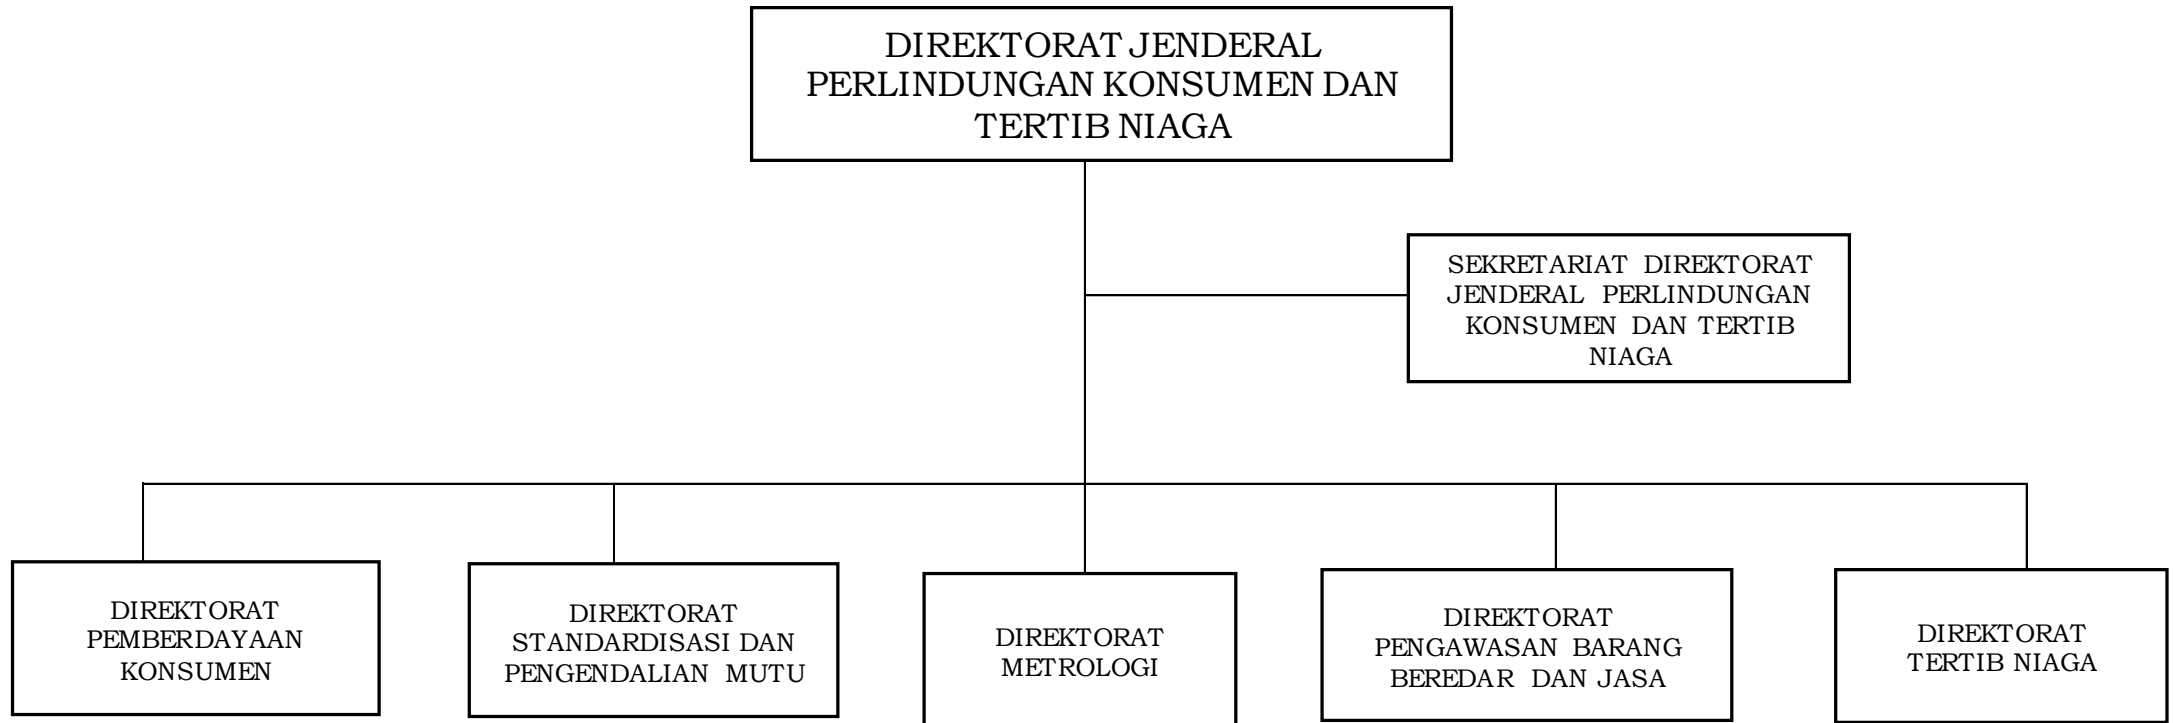 DIREKTORAT JENDERAL
PERLINDUNGAN KONSUMEN DAN
TERTIB NIAGA
SEKRETARIAT DIREKTORAT
JENDERAL PERLINDUNGAN
KONSUMEN DAN TERTIB
NIAGA
DIREKTORAT
PEMBERDAYAAN
KONSUMEN
DIREKTORAT
STANDARDISASI DAN
PENGENDALIAN MUTU
DIREKTORAT
METROLOGI
DIREKTORAT
PENGAWASAN BARANG
BEREDAR DAN JASA
DIREKTORAT
TERTIB NIAGA